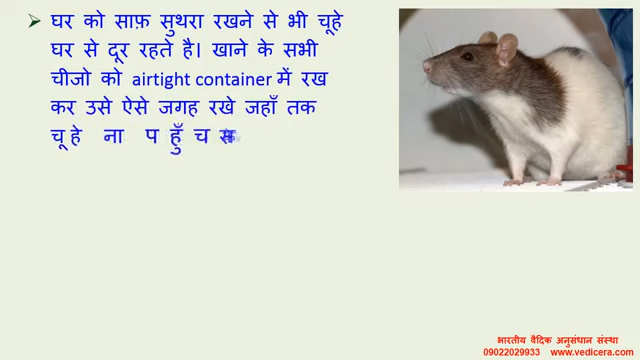 घर को साफ़ सुथरा रखने से भी चूहे
घर से दूर रहते है। खाने के सभी
चीजो को airtight container में रख
कर उसे ऐसे जगह रखे जहाँ तक
चूहे ना पहुँच
भारतीय वैदिक अनुसंधान संस्था
09022029933 www.vedicera.com